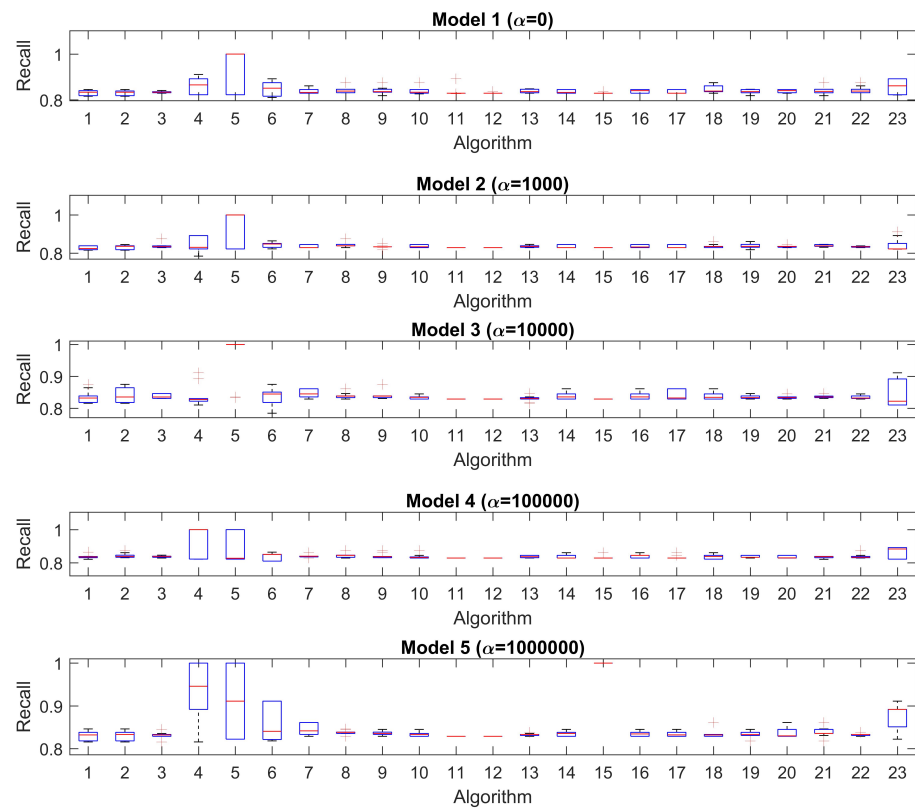 Model 1 (α=0)
Recall
1
0.8
1 2 3 4 5 6 7 8 9 10 11 12 13 14 15 16 17 18 19 20 21 22 23
Algorithm
Model 2 (α=1000)
Recall
1
0.8
1 2 3 4 5 6 7 8 9 10 11 12 13 14 15 16 17 18 19 20 21 22 23
Algorithm
Model 3 (α=10000)
Recall
1
0.9
0.8
1 2 3 4 5 6 7 8 9 10 11 12 13 14 15 16 17 18 19 20 21 22 23
Algorithm
Model 4 (α=100000)
Recall
1
0.8
1 2 3 4 5 6 7 8 9 10 11 12 13 14 15 16 17 18 19 20 21 22 23
Algorithm
Model 5 (α=1000000)
Recall
1
0.9
0.8
1 2 3 4 5 6 7 8 9 10 11 12 13 14 15 16 17 18 19 20 21 22 23
Algorithm